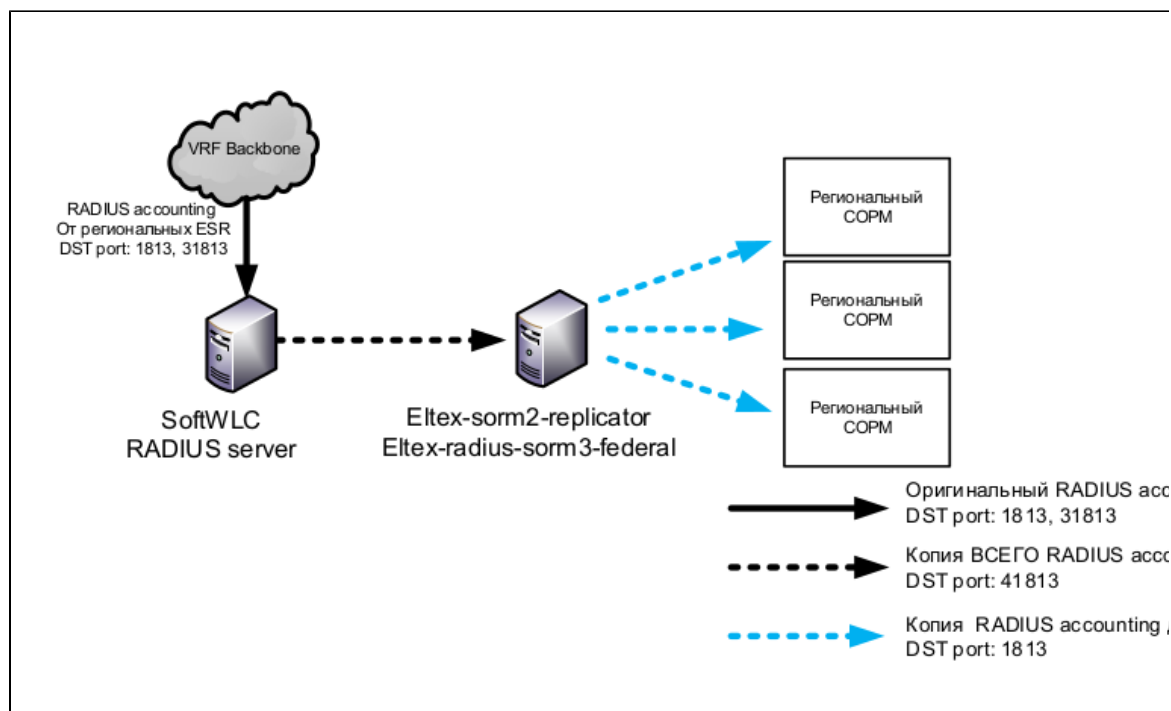 VRF Backbone
RADIUS accounting
От региональных ESR
DST port: 1813, 31813
SoftWLC
RADIUS server
Eltex-sorm2-replicator
Eltex-radius-sorm3-federal
Региональный
СОРМ
Региональный
СОРМ
Региональный
СОРМ
Оригинальный RADIUS acc
DST port: 1813, 31813
Копия ВСЕГО RADIUS acco
DST port: 41813
Копия RADIUS accounting
DST port: 1813